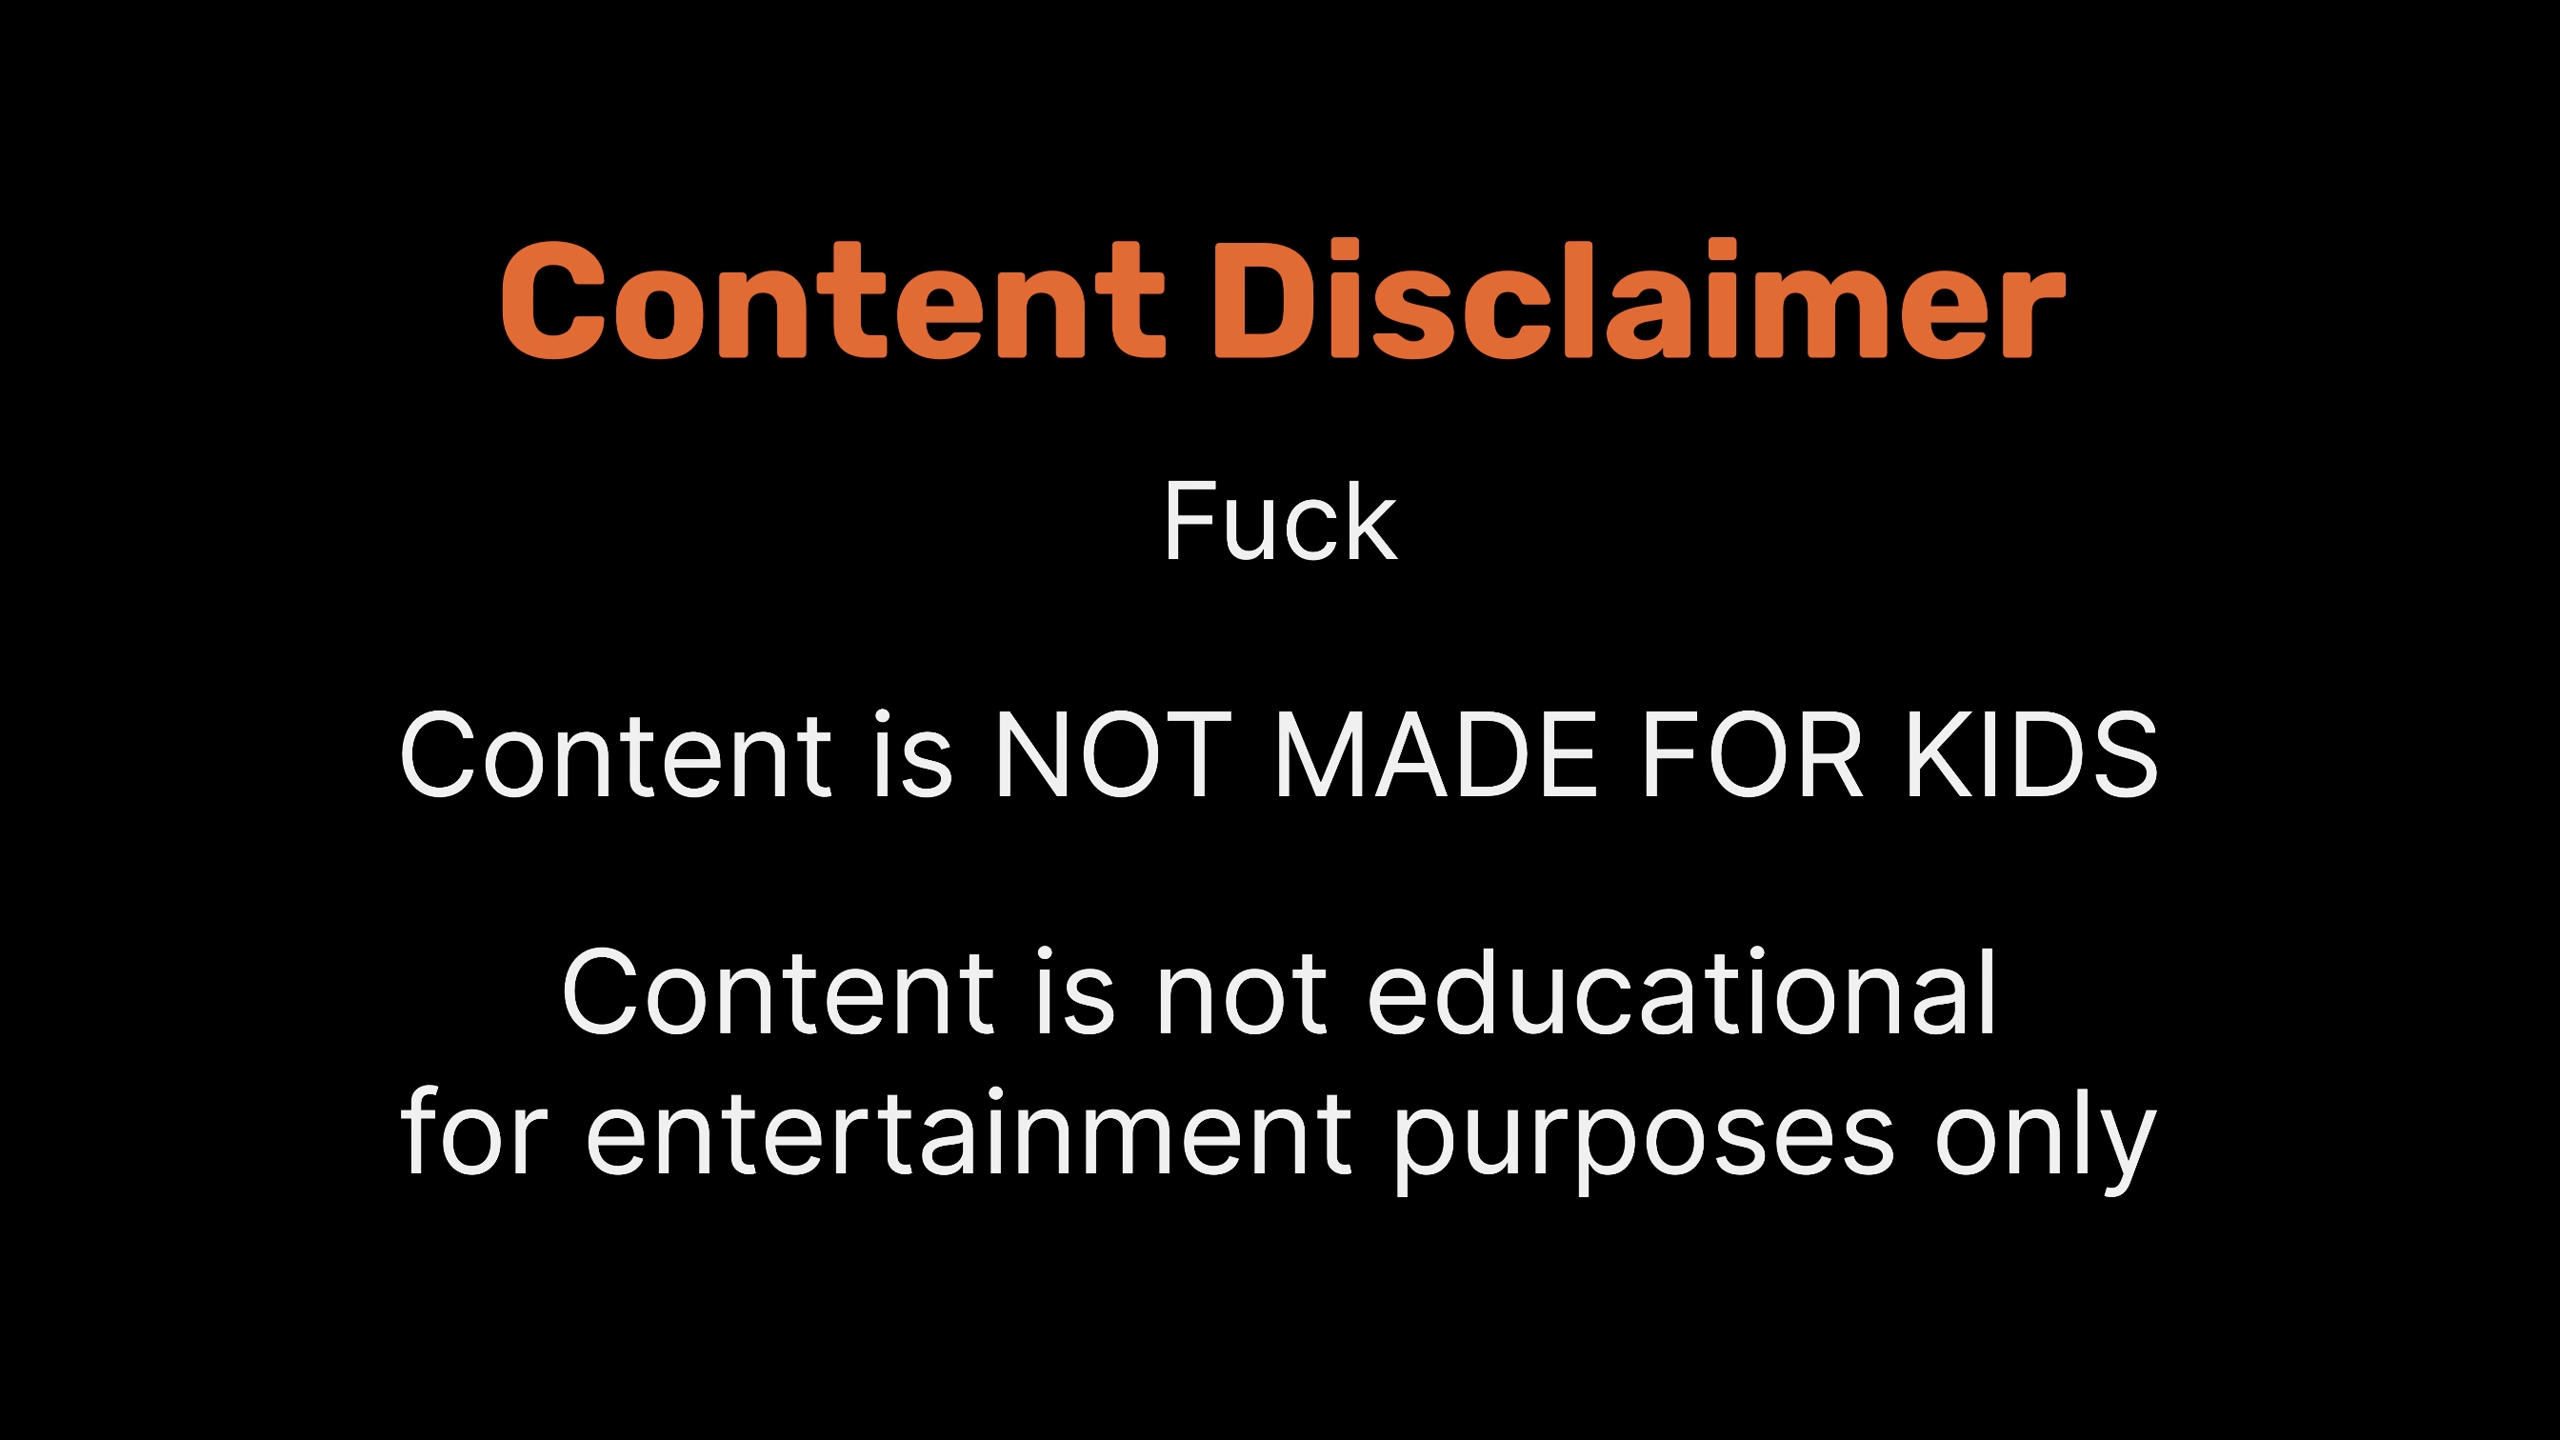 Content Disclaimer
Fuck
Content is NOT MADE FOR KIDS
Content is not educational
for entertainment purposes only